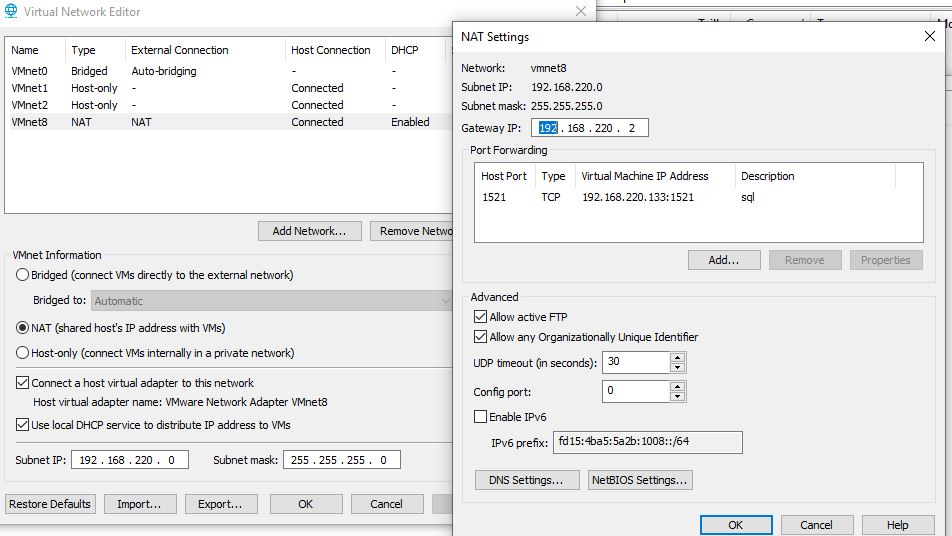 Virtual Network Editor
Name Type External Connection Host Connection DHCP
VMnet0 Bridged Auto-bridging - -
VMnet1 Host-only - Connected -
VMnet2 Host-only - Connected -
VMnet8 NAT NAT Connected Enabled
Add Network... Remove Netwo
VMnet Information
Bridged (connect VMs directly to the external network)
Bridged to: Automatic
NAT (shared host's IP address with VMs)
Host-only (connect VMs internally in a private network)
Connect a host virtual adapter to this network
Host virtual adapter name: VMware Network Adapter VMnet8
Use local DHCP service to distribute IP address to VMs
Subnet IP: 192 . 168 . 220 . 0 Subnet mask: 255 . 255 . 255 . 0
Restore Defaults Import... Export... OK Cancel
NAT Settings
Network: vmnet8
Subnet IP: 192.168.220.0
Subnet mask: 255.255.255.0
Gateway IP: 192 . 168 . 220 . 2
Port Forwarding
Host Port Type Virtual Machine IP Address Description
1521 TCP 192.168.220.133:1521 sql
Add... Remove Properties
Advanced
Allow active FTP
Allow any Organizationally Unique Identifier
UDP timeout (in seconds): 30
Config port: 0
Enable IPv6
IPv6 prefix: fd15:4ba5:5a2b:1008::/64
DNS Settings... NetBIOS Settings...
OK Cancel Help